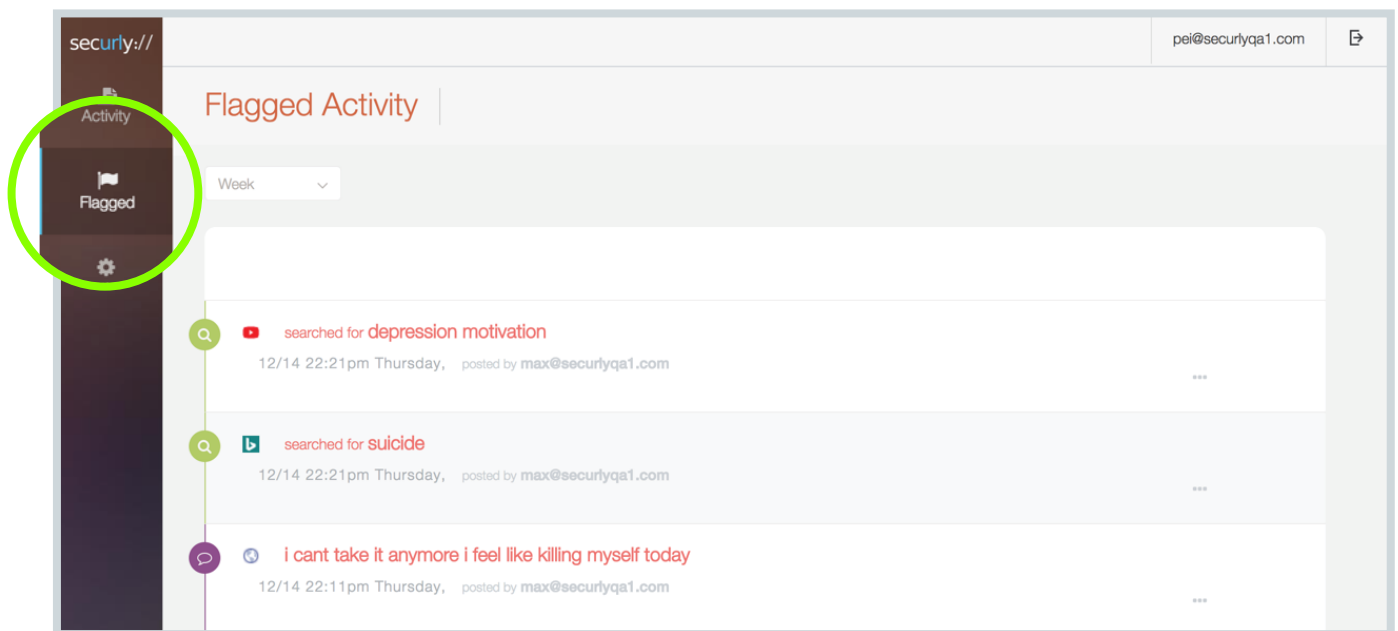 securly://
pei@securlyqa1.com
Activity
Flagged Activity
Flagged
Week
searched for depression motivation
12/14 22:21pm Thursday, posted by max@securlyqa1.com
searched for suicide
12/14 22:21pm Thursday, posted by max@securlyqa1.com
i cant take it anymore i feel like killing myself today
12/14 22:11pm Thursday, posted by max@securlyqa1.com